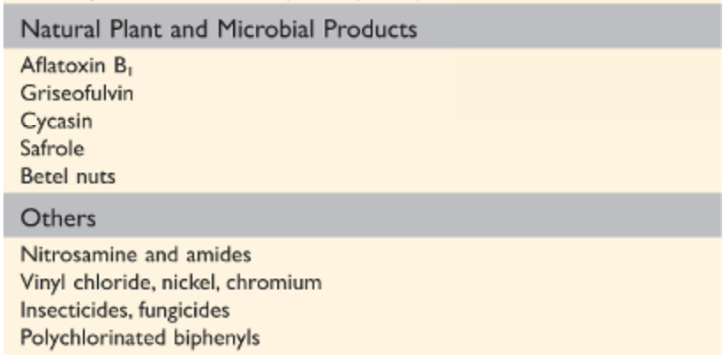 Natural Plant and Microbial Products
Aflatoxin B₁
Griseofulvin
Cycasin
Safrole
Betel nuts
Others
Nitrosamine and amides
Vinyl chloride, nickel, chromium
Insecticides, fungicides
Polychlorinated biphenyls